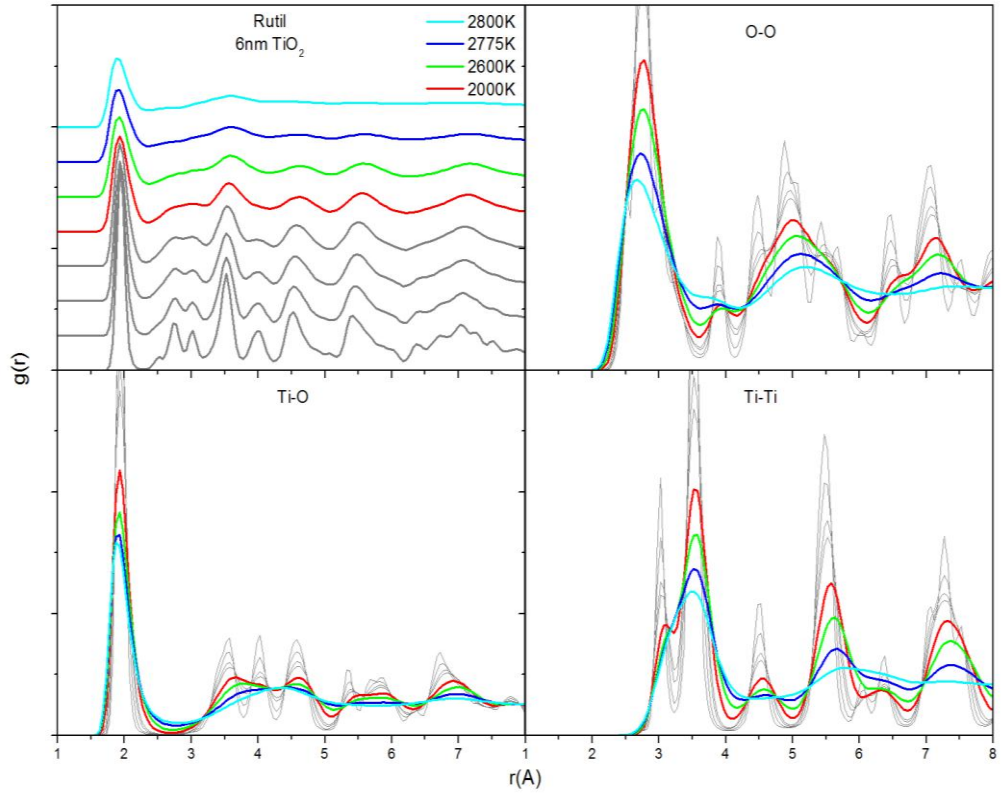 Rutil
6nm TiO₂
2800K
2775K
2600K
2000K
O-O
g(r)
Ti-O
Ti-Ti
1 2 3 4 5 6 7 1 2 3 4 5 6 7 8
r(A)